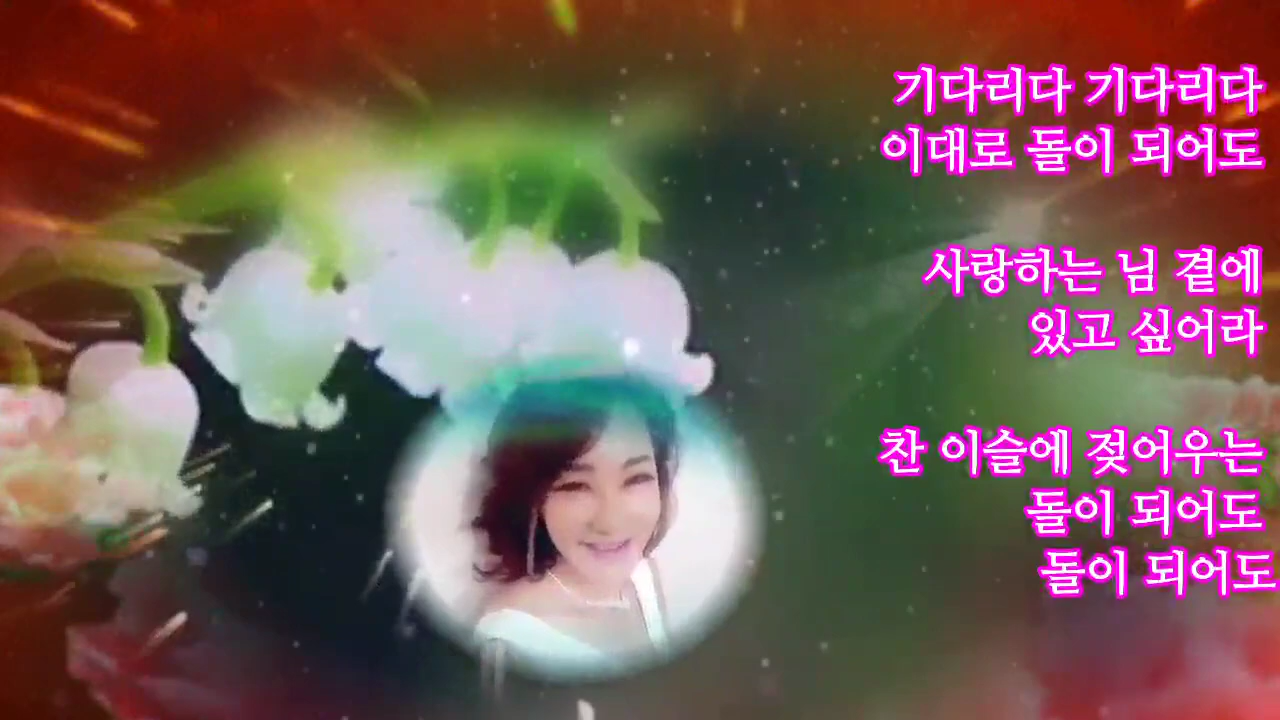 기다리다 기다리다
이대로 돌이 되어도
사랑하는 님 곁에
있고 싶어라
찬 이슬에 젖어우는
돌이 되어도
돌이 되어도